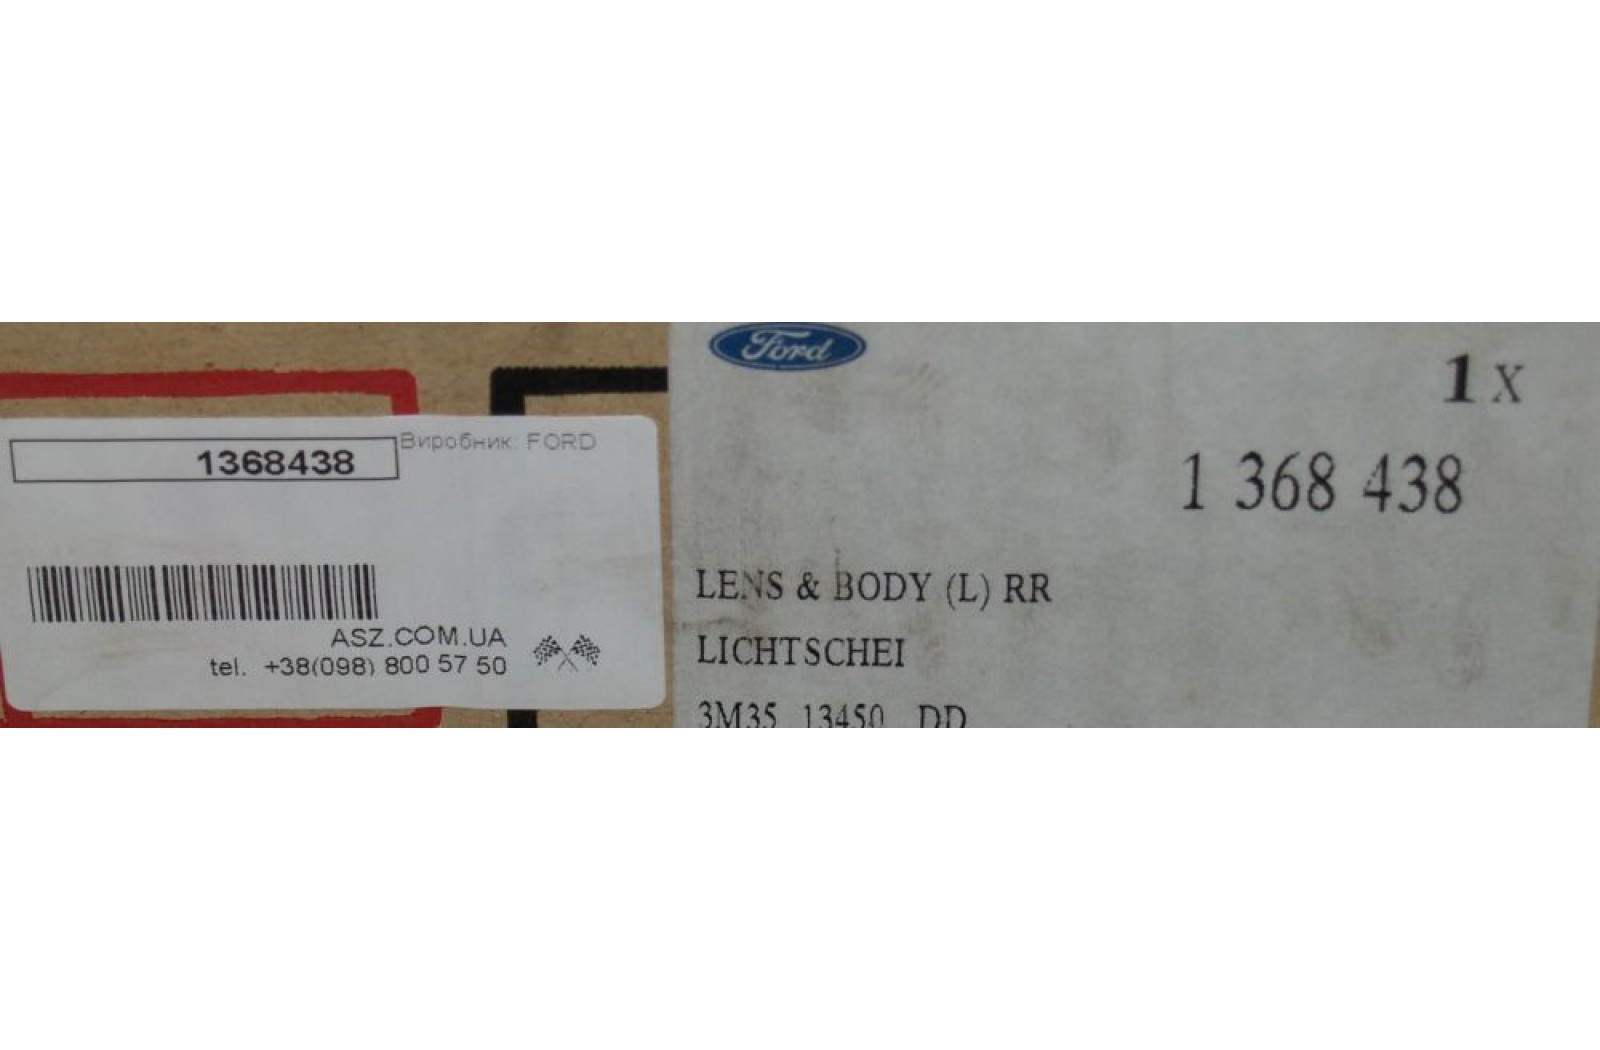 1368438
Виробник: FORD
ASZ.COM.UA
tel. +38(098) 800 57 50
Ford
1 X
1 368 438
LENS & BODY (L) RR
LICHTSCHEI
3M35 13450 DD